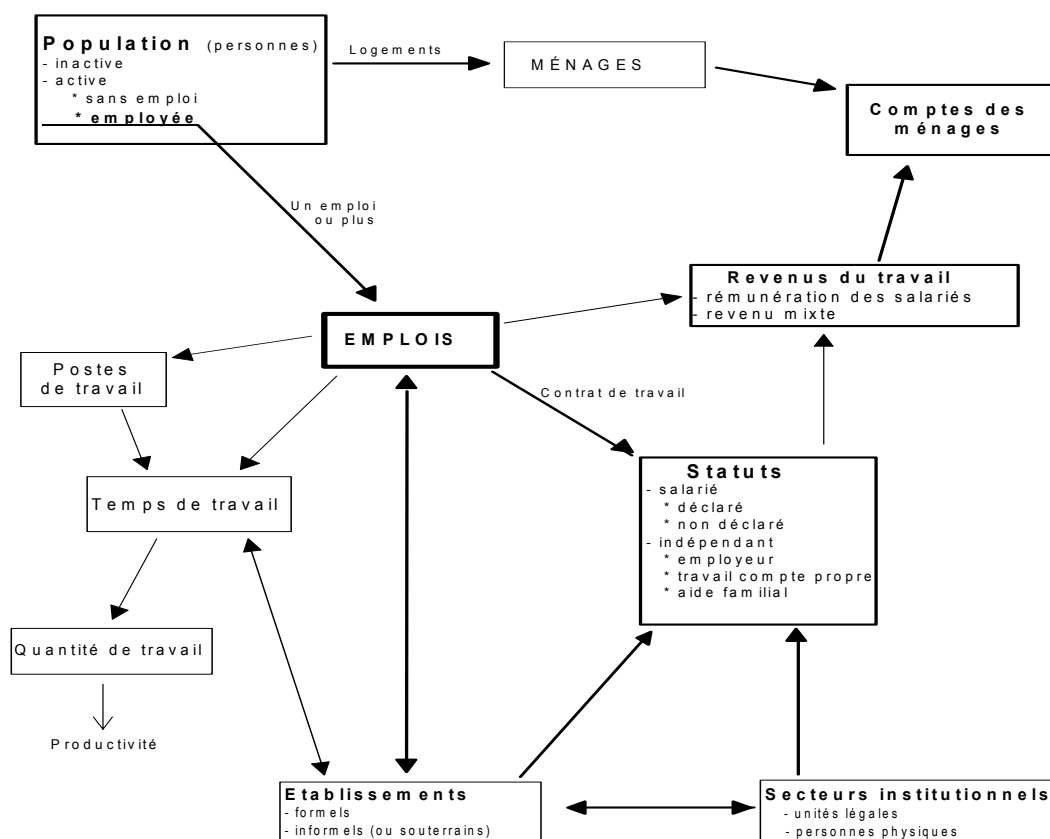 Population (personnes)
- inactive
- active
* sans emploi
* employée
Logements
MÉNAGES
Comptes des
ménages
Un emploi
ou plus
Revenus du travail
- rémunération des salariés
- revenu mixte
EMPLOIS
Postes
de travail
Contrat de travail
Temps de travail
Statuts
- salarié
* déclaré
* non déclaré
- indépendant
* employeur
* travail compte propre
* aide familial
Quantité de travail
Productivité
Etablissements
- formels
- informels (ou souterrains)
Secteurs institutionnels
- unités légales
- personnes physiques